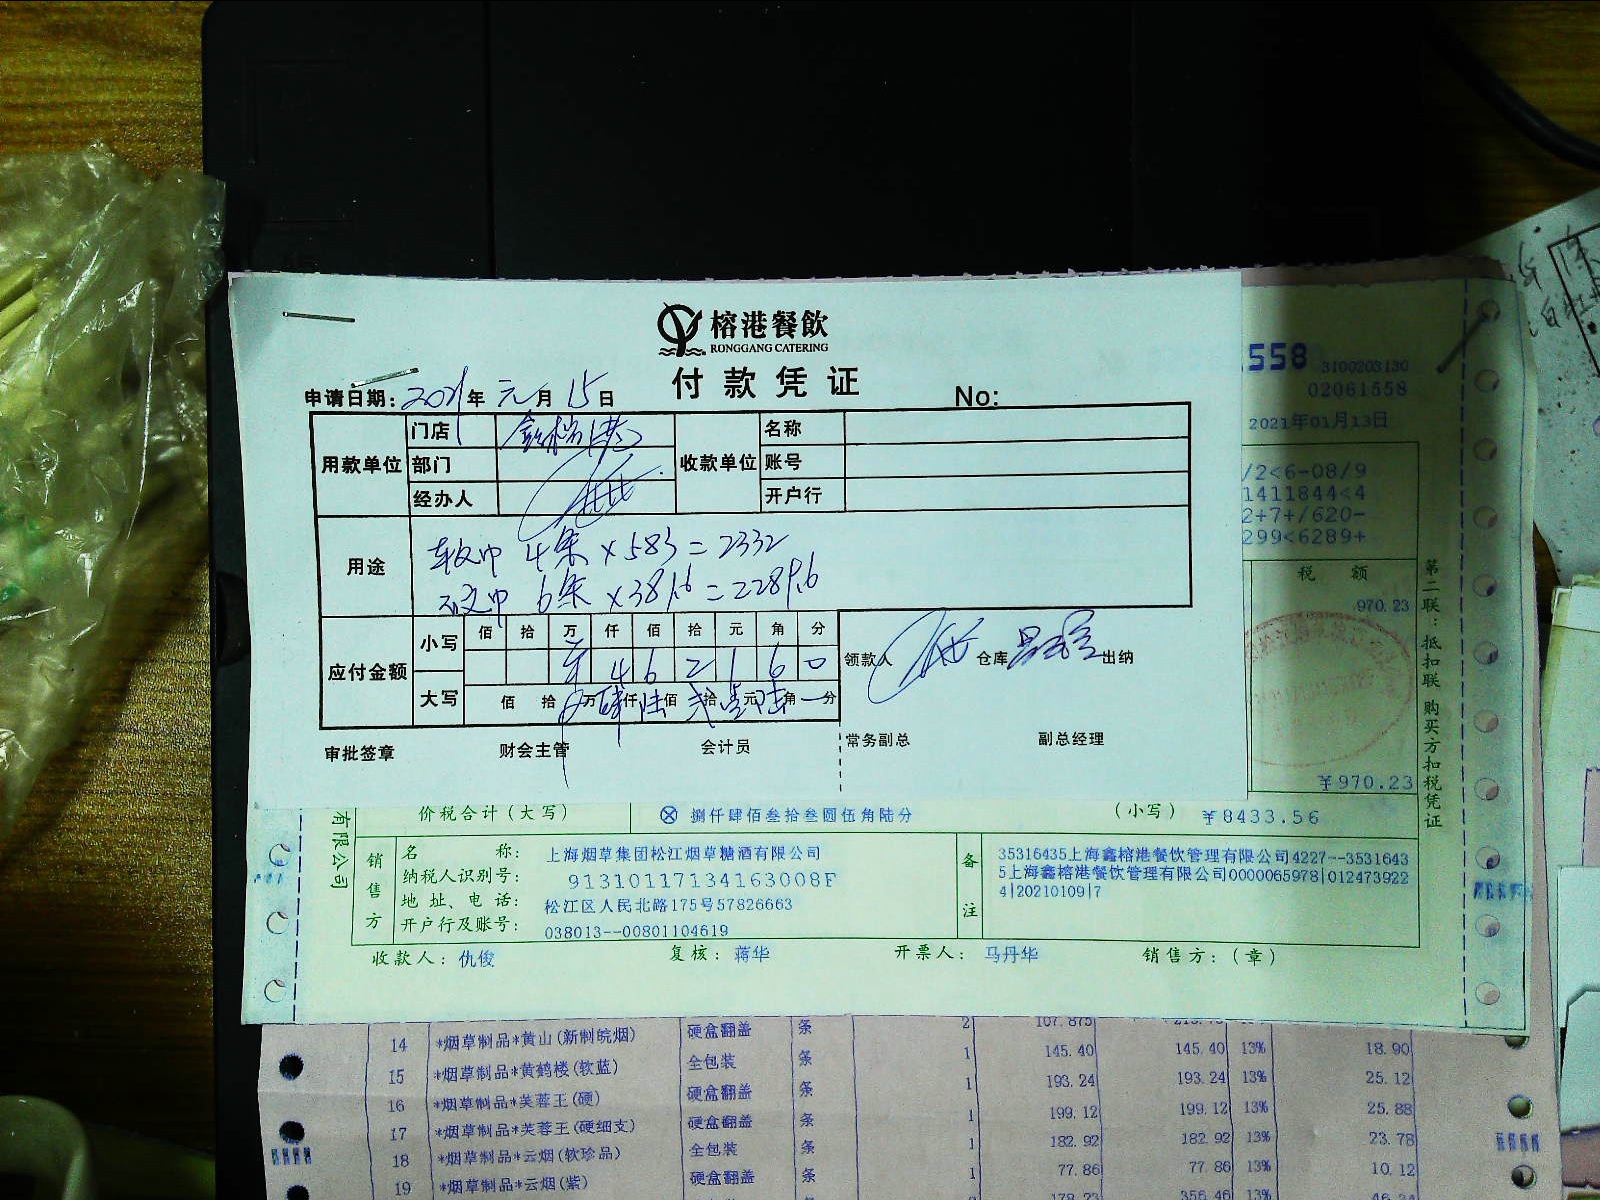 榕港餐飲
RONGGANG CATERING
付款凭证
申请日期: 2021年 元月 15日 No:
用款单位 门店 鑫榕港
部门
经办人
收款单位 名称
账号
开户行
用途 软中 4条 x 583 = 2332
硬中 6条 x 381.6 = 2289.6
应付金额 小写 佰 拾 万 仟 佰 拾 元 角 分
4 6 2 1 6 0
大写 佰 拾 万肆仟陆佰贰拾壹元陆角 分
领款人 仓库 出纳
审批签章 财会主管 会计员 常务副总 副总经理
558 3100203130
02061558
2021年01月13日
/2<6-08/9
1411844<4
2+7+/620-
299<6289+
税 额
970.23
￥970.23
第二联:抵扣联 购买方扣税凭证
有限公司
价税合计(大写) ⊗ 捌仟肆佰叁拾叁圆伍角陆分 (小写) ￥8433.56
销售方
名 称: 上海烟草集团松江烟草糖酒有限公司
纳税人识别号: 91310117134163008F
地 址、电 话: 松江区人民北路175号57826663
开户行及账号: 038013--00801104619
备注
35316435上海鑫榕港餐饮管理有限公司4227--3531643
5上海鑫榕港餐饮管理有限公司0000065978|012473922
4|20210109|7
收款人: 仇俊 复核: 蒋华 开票人: 马丹华 销售方:(章)
14 *烟草制品*黄山(新制皖烟) 硬盒翻盖 条 2 107.875
15 *烟草制品*黄鹤楼(软蓝) 全包装 条 1 145.40 145.40 13% 18.90
16 *烟草制品*芙蓉王(硬) 硬盒翻盖 条 1 193.24 193.24 13% 25.12
17 *烟草制品*芙蓉王(硬细支) 硬盒翻盖 条 1 199.12 199.12 13% 25.88
18 *烟草制品*云烟(软珍品) 全包装 条 1 182.92 182.92 13% 23.78
19 *烟草制品*云烟(紫) 硬盒翻盖 条 1 77.86 77.86 13% 10.12
178.23 356.46 13%